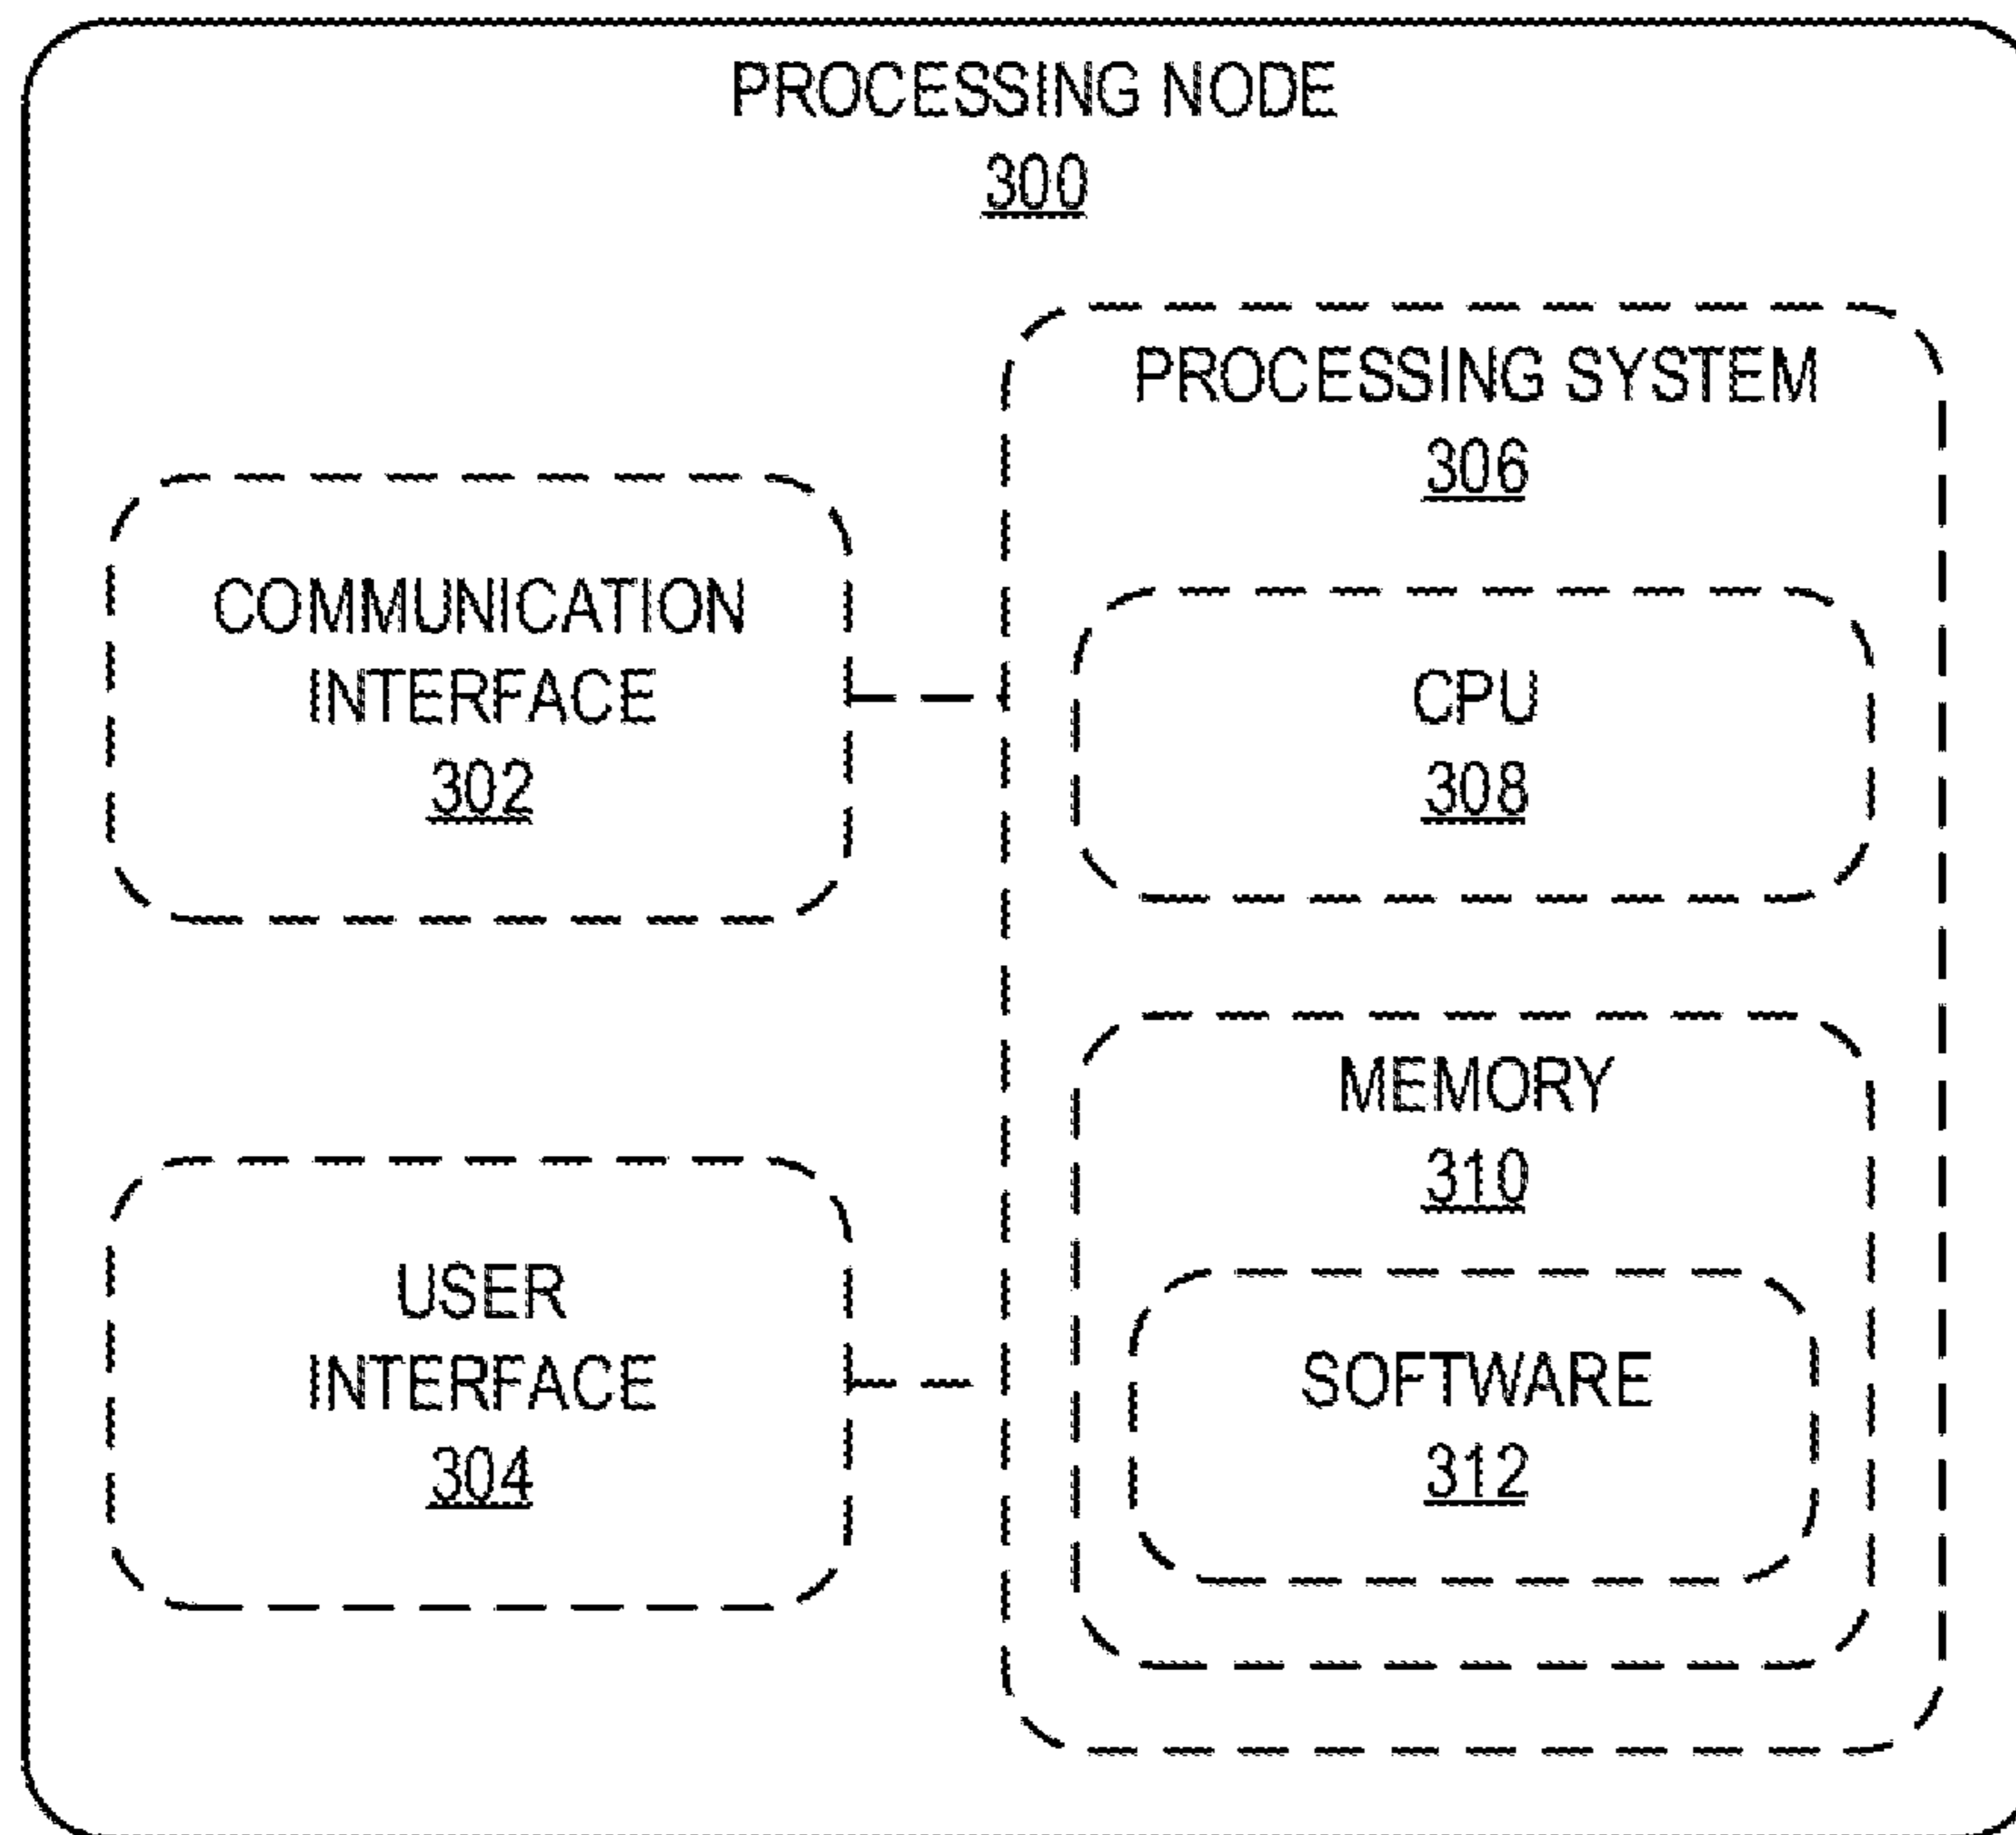 PROCESSING NODE
300
PROCESSING SYSTEM
306
COMMUNICATION
INTERFACE
302
CPU
308
MEMORY
310
USER
INTERFACE
304
SOFTWARE
312